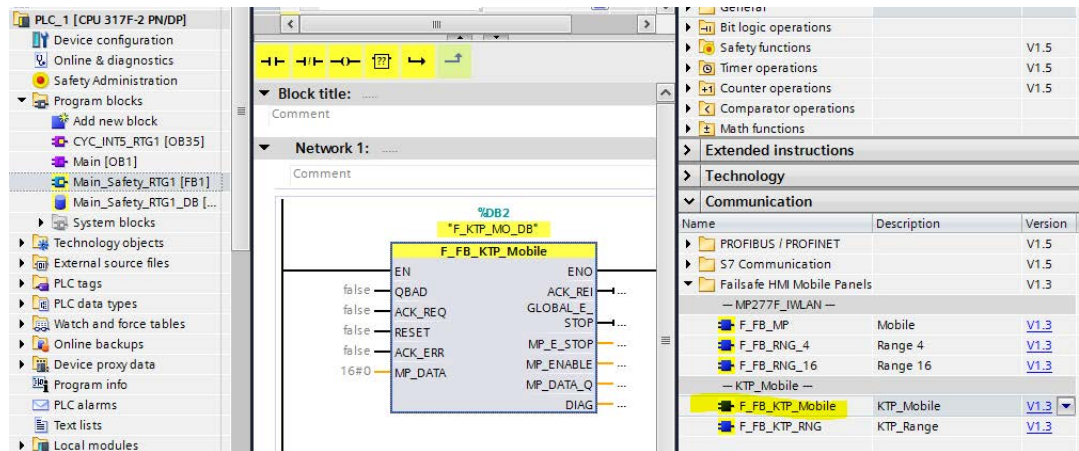 PLC_1 [CPU 317F-2 PN/DP]
Device configuration
Online & diagnostics
Safety Administration
Program blocks
Add new block
CYC_INT5_RTG1 [OB35]
Main [OB1]
Main_Safety_RTG1 [FB1]
Main_Safety_RTG1_DB [...
System blocks
Technology objects
External source files
PLC tags
PLC data types
Watch and force tables
Online backups
Device proxy data
Program info
PLC alarms
Text lists
Local modules
??
Block title: .....
Comment
Network 1: .....
Comment
%DB2
"F_KTP_MO_DB"
F_FB_KTP_Mobile
EN ENO
false QBAD ACK_REI ...
false ACK_REQ GLOBAL_E_
STOP ...
false RESET
MP_E_STOP ...
false ACK_ERR
MP_ENABLE ...
16#0 MP_DATA
MP_DATA_Q ...
DIAG ...
General
Bit logic operations
Safety functions V1.5
Timer operations V1.5
Counter operations V1.5
Comparator operations
Math functions
Extended instructions
Technology
Communication
Name Description Version
PROFIBUS / PROFINET V1.5
S7 Communication V1.5
Failsafe HMI Mobile Panels V1.3
— MP277F_IWLAN —
F_FB_MP Mobile V1.3
F_FB_RNG_4 Range 4 V1.3
F_FB_RNG_16 Range 16 V1.3
— KTP_Mobile —
F_FB_KTP_Mobile KTP_Mobile V1.3
F_FB_KTP_RNG KTP_Range V1.3